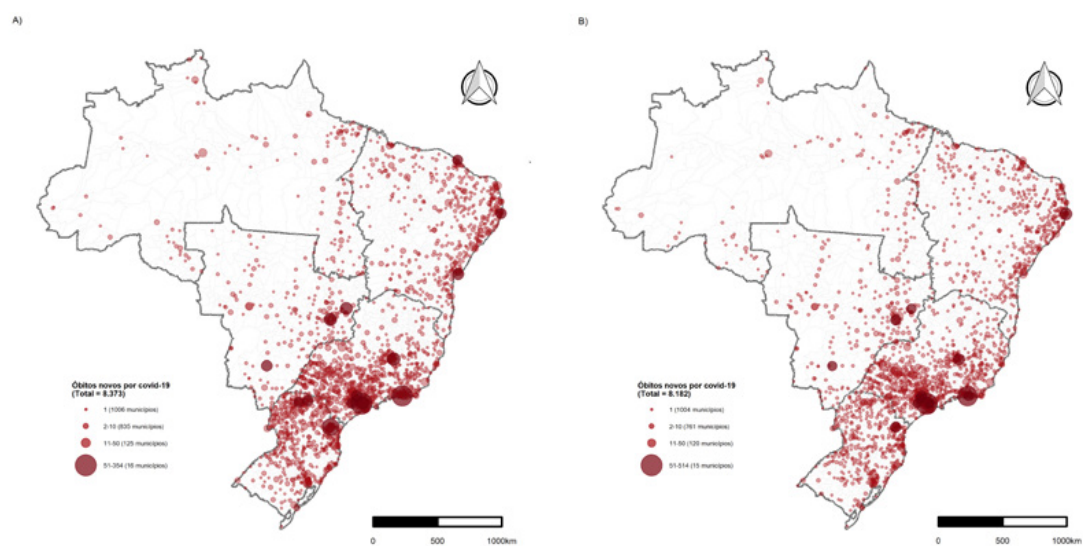 A)
Óbitos novos por covid-19
(Total = 8.373)
1 (1006 municípios)
2-10 (835 municípios)
11-50 (125 municípios)
51-354 (16 municípios)
0 500 1000km
B)
Óbitos novos por covid-19
(Total = 8.182)
1 (1004 municípios)
2-10 (761 municípios)
11-50 (120 municípios)
51-514 (15 municípios)
0 500 1000km